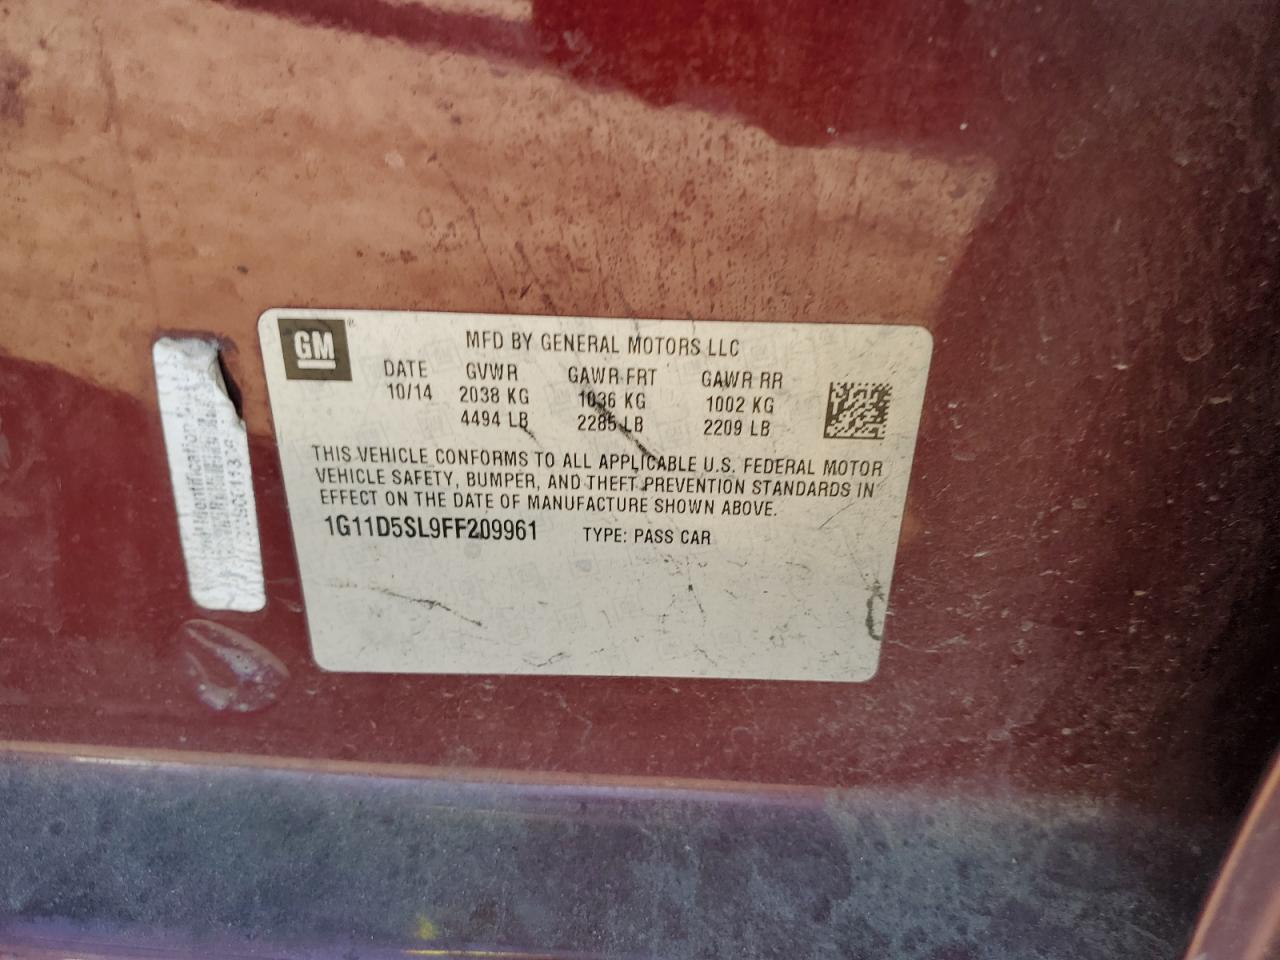 GM
MFD BY GENERAL MOTORS LLC
DATE GVWR GAWR FRT GAWR RR
10/14 2038 KG 1036 KG 1002 KG
4494 LB 2285 LB 2209 LB
THIS VEHICLE CONFORMS TO ALL APPLICABLE U.S. FEDERAL MOTOR
VEHICLE SAFETY, BUMPER, AND THEFT PREVENTION STANDARDS IN
EFFECT ON THE DATE OF MANUFACTURE SHOWN ABOVE.
1G11D5SL9FF209961 TYPE: PASS CAR
Identification